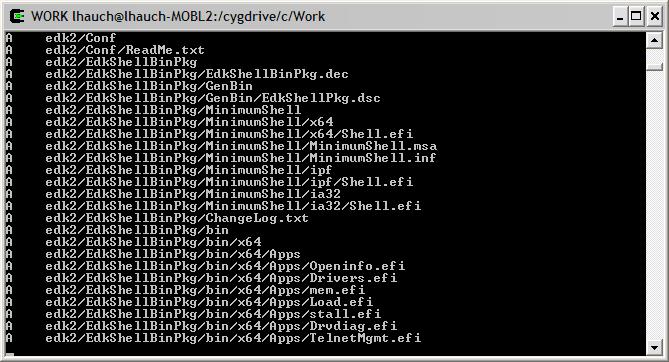 WORK lhauch@lhauch-MOBL2:/cygdrive/c/Work
A    edk2/Conf
A    edk2/Conf/ReadMe.txt
A    edk2/EdkShellBinPkg
A    edk2/EdkShellBinPkg/EdkShellBinPkg.dec
A    edk2/EdkShellBinPkg/GenBin
A    edk2/EdkShellBinPkg/GenBin/EdkShellPkg.dsc
A    edk2/EdkShellBinPkg/MinimumShell
A    edk2/EdkShellBinPkg/MinimumShell/x64
A    edk2/EdkShellBinPkg/MinimumShell/x64/Shell.efi
A    edk2/EdkShellBinPkg/MinimumShell/MinimumShell.msa
A    edk2/EdkShellBinPkg/MinimumShell/MinimumShell.inf
A    edk2/EdkShellBinPkg/MinimumShell/ipf
A    edk2/EdkShellBinPkg/MinimumShell/ipf/Shell.efi
A    edk2/EdkShellBinPkg/MinimumShell/ia32
A    edk2/EdkShellBinPkg/MinimumShell/ia32/Shell.efi
A    edk2/EdkShellBinPkg/ChangeLog.txt
A    edk2/EdkShellBinPkg/bin
A    edk2/EdkShellBinPkg/bin/x64
A    edk2/EdkShellBinPkg/bin/x64/Apps
A    edk2/EdkShellBinPkg/bin/x64/Apps/Openinfo.efi
A    edk2/EdkShellBinPkg/bin/x64/Apps/Drivers.efi
A    edk2/EdkShellBinPkg/bin/x64/Apps/mem.efi
A    edk2/EdkShellBinPkg/bin/x64/Apps/Load.efi
A    edk2/EdkShellBinPkg/bin/x64/Apps/stall.efi
A    edk2/EdkShellBinPkg/bin/x64/Apps/Drvdiag.efi
A    edk2/EdkShellBinPkg/bin/x64/Apps/TelnetMgmt.efi